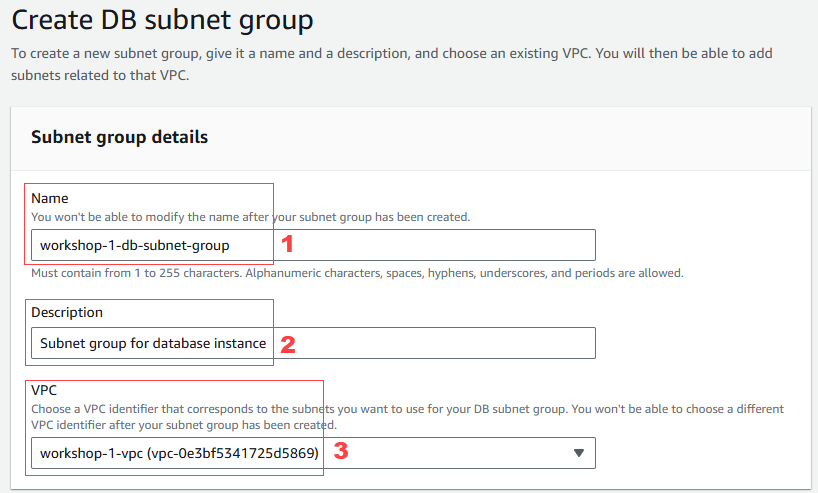 Create DB subnet group
To create a new subnet group, give it a name and a description, and choose an existing VPC. You will then be able to add
subnets related to that VPC.
Subnet group details
Name
You won't be able to modify the name after your subnet group has been created.
workshop-1-db-subnet-group 1
Must contain from 1 to 255 characters. Alphanumeric characters, spaces, hyphens, underscores, and periods are allowed.
Description
Subnet group for database instance 2
VPC
Choose a VPC identifier that corresponds to the subnets you want to use for your DB subnet group. You won't be able to choose a different
VPC identifier after your subnet group has been created.
workshop-1-vpc (vpc-0e3bf5341725d5869) 3